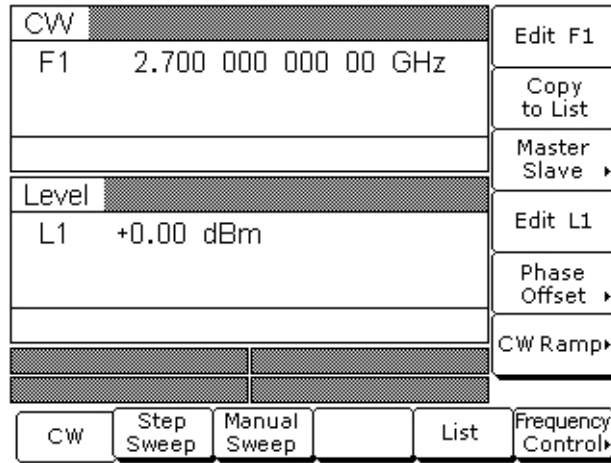 CW
F1 2.700 000 000 00 GHz
Level
L1 +0.00 dBm
Edit F1
Copy
to List
Master
Slave
Edit L1
Phase
Offset
CW Ramp
CW
Step
Sweep
Manual
Sweep
List
Frequency
Control